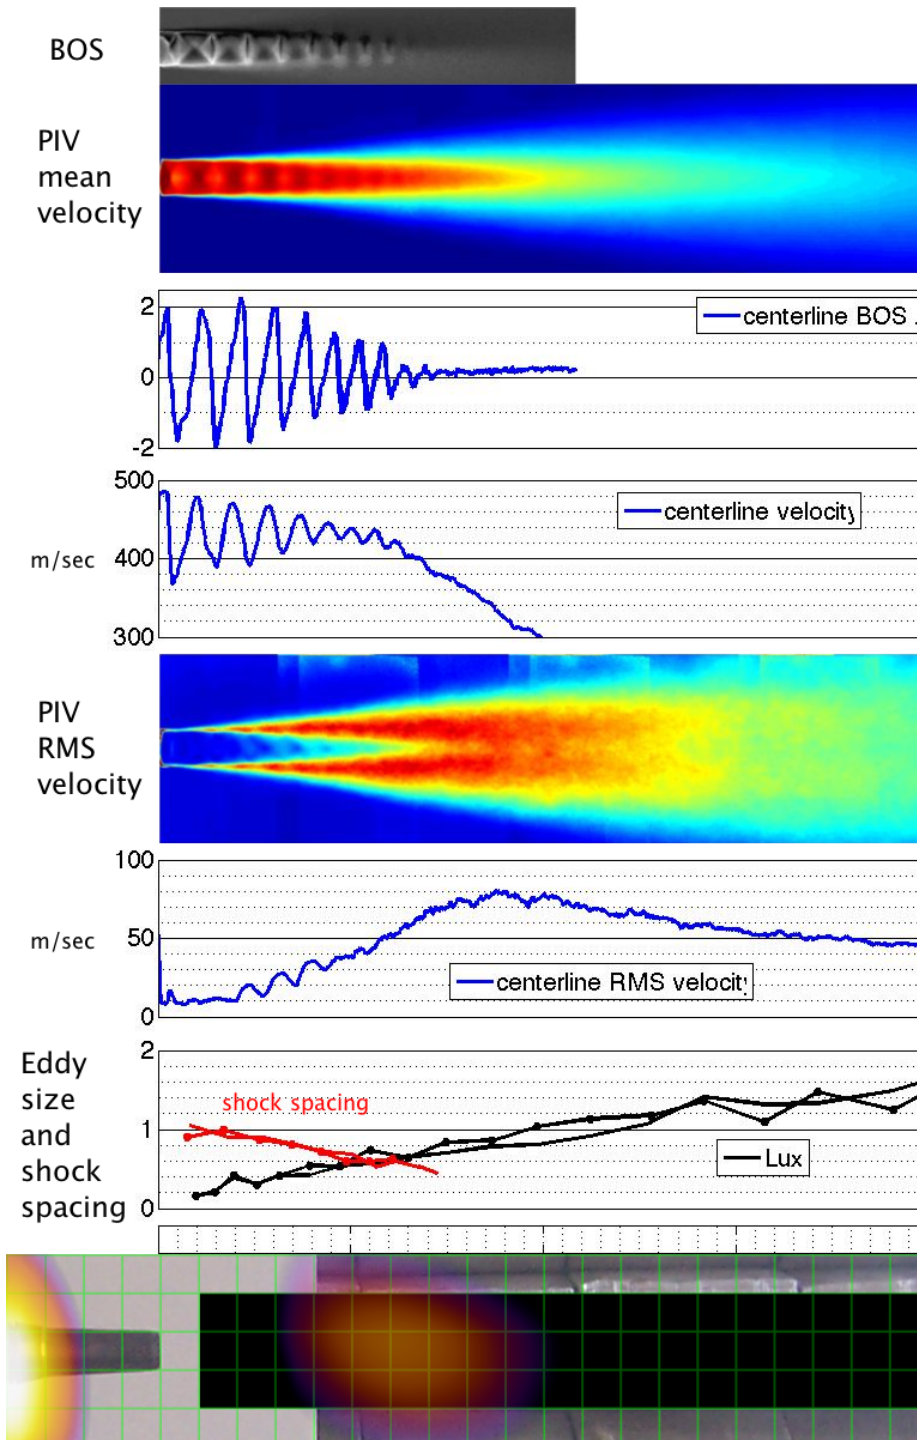 BOS
PIV
mean
velocity
2
centerline BOS
0
-2
500
centerline velocity
m/sec
400
300
PIV
RMS
velocity
100
m/sec
50
centerline RMS velocity
0
Eddy
size
and
shock
spacing
2
shock spacing
1
Lux
0